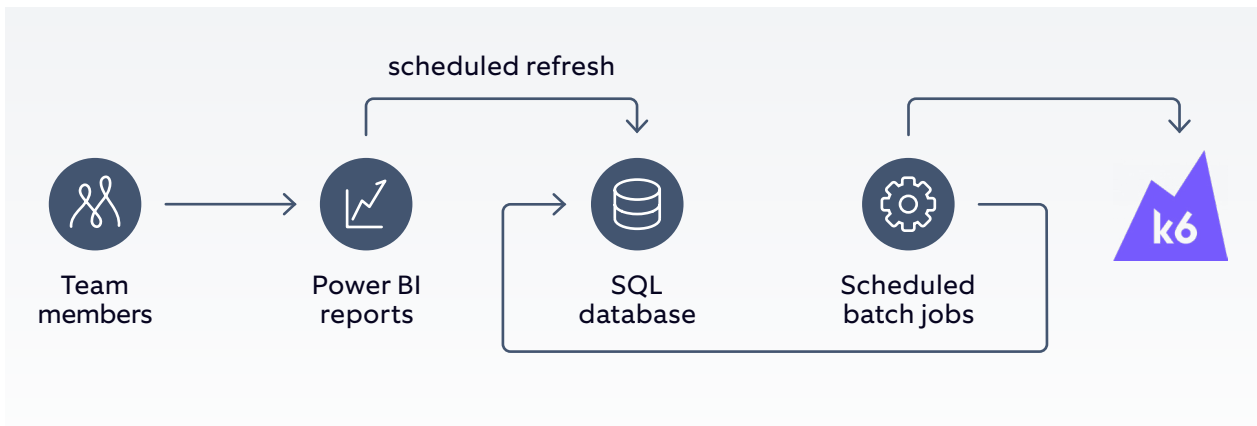 scheduled refresh
k6
Team
members
Power BI
reports
SQL
database
Scheduled
batch jobs